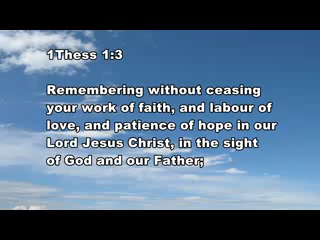 1Thess 1:3
Remembering without ceasing
your work of faith, and labour of
love, and patience of hope in our
Lord Jesus Christ, in the sight
of God and our Father;